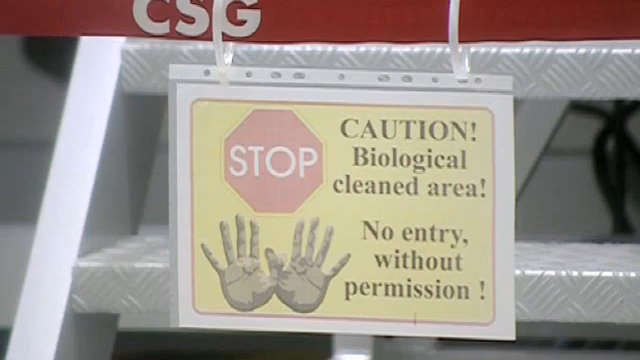 CSG
STOP
CAUTION!
Biological
cleaned area!
No entry,
without
permission !